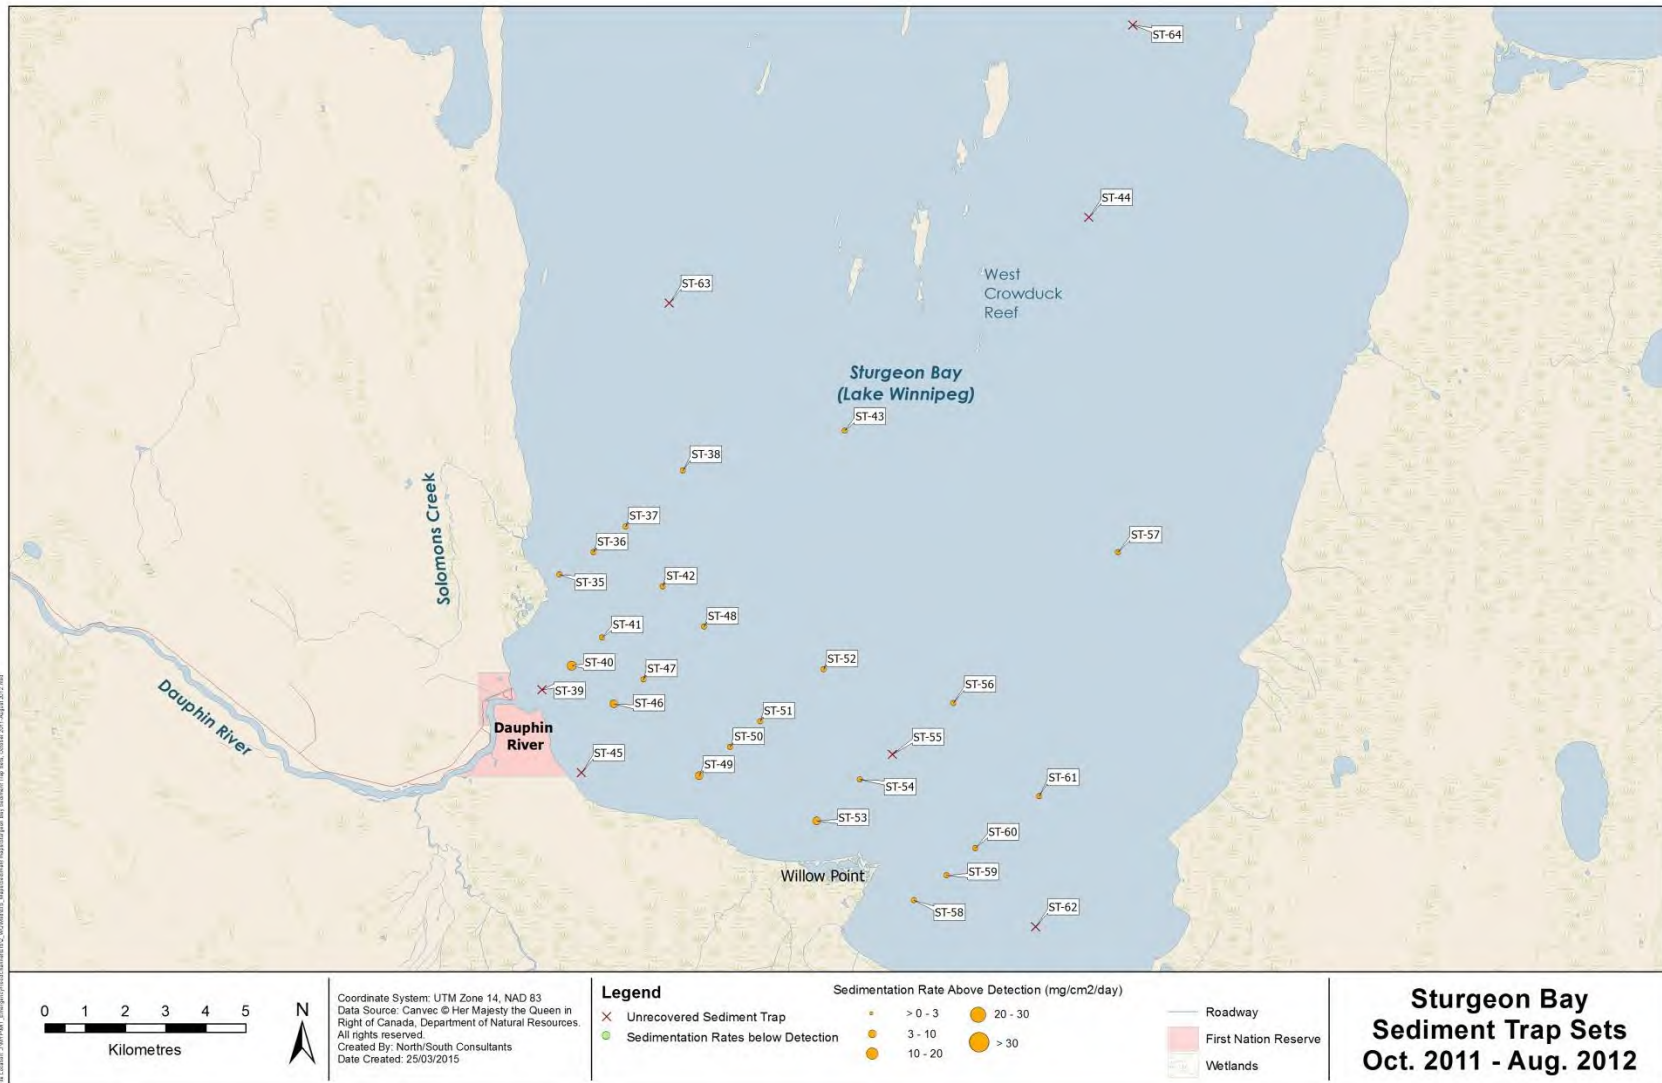 ST-64
ST-44
ST-63
West
Crowduck
Reef
Sturgeon Bay
(Lake Winnipeg)
ST-43
ST-38
ST-37
ST-36
ST-57
ST-35
ST-42
Solomons Creek
ST-48
ST-41
ST-40
ST-47
ST-52
ST-39
ST-46
ST-56
Dauphin River
ST-51
Dauphin
River
ST-50
ST-55
ST-45
ST-49
ST-54
ST-61
ST-53
ST-60
Willow Point
ST-59
ST-58
ST-62
0 1 2 3 4 5
Kilometres
N
Coordinate System: UTM Zone 14, NAD 83
Data Source: Canvec © Her Majesty the Queen in
Right of Canada, Department of Natural Resources.
All rights reserved.
Created By: North/South Consultants
Date Created: 25/03/2015
Legend
Unrecovered Sediment Trap
Sedimentation Rates below Detection
Sedimentation Rate Above Detection (mg/cm2/day)
> 0 - 3
3 - 10
10 - 20
20 - 30
> 30
Roadway
First Nation Reserve
Wetlands
Sturgeon Bay
Sediment Trap Sets
Oct. 2011 - Aug. 2012